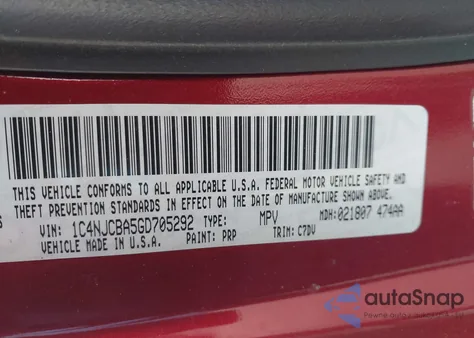 THIS VEHICLE CONFORMS TO ALL APPLICABLE U.S.A. FEDERAL MOTOR VEHICLE SAFETY AND
THEFT PREVENTION STANDARDS IN EFFECT ON THE DATE OF MANUFACTURE SHOWN ABOVE.
VIN: 1C4NJCBA5GD705292 TYPE: MPV MDH:021807 474AA
VEHICLE MADE IN U.S.A. PAINT: PRP TRIM: C7DV
autoSnap